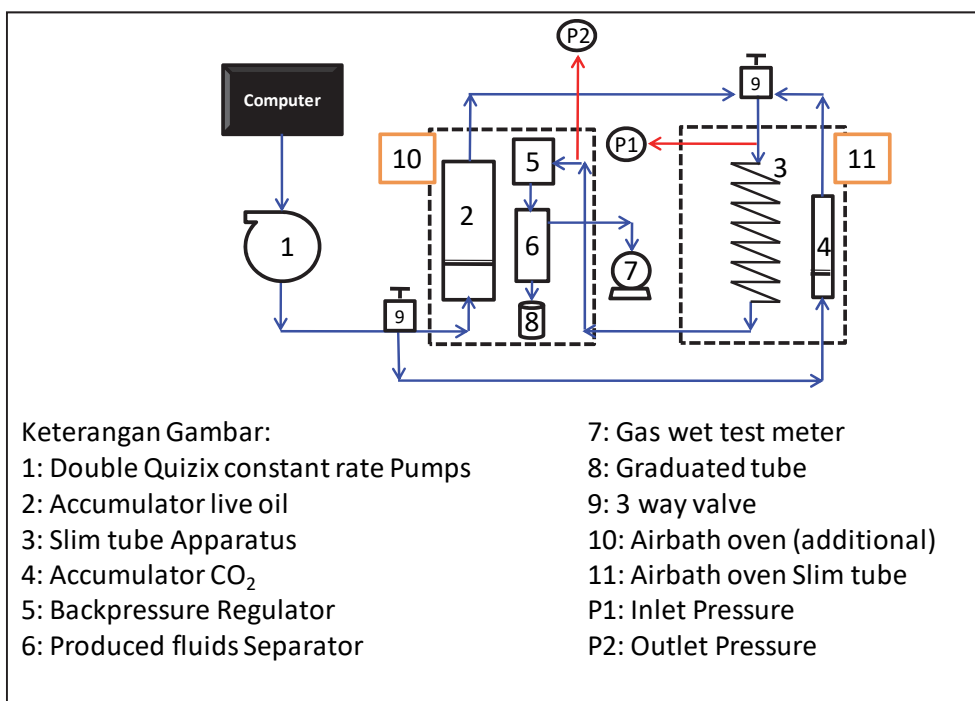 P2
Computer
9
10
5
P1
3
11
2
4
1
6
7
9
8
Keterangan Gambar:
1: Double Quizix constant rate Pumps
2: Accumulator live oil
3: Slim tube Apparatus
4: Accumulator CO₂
5: Backpressure Regulator
6: Produced fluids Separator
7: Gas wet test meter
8: Graduated tube
9: 3 way valve
10: Airbath oven (additional)
11: Airbath oven Slim tube
P1: Inlet Pressure
P2: Outlet Pressure